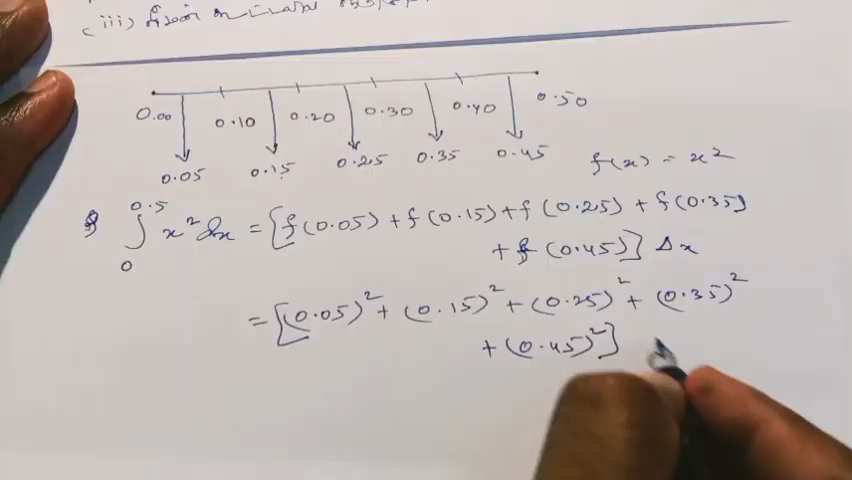 (iii)
0.00 0.10 0.20 0.30 0.40 0.50
0.05 0.15 0.25 0.35 0.45
f(x) = x²
∫₀^0.5 x² dx = [f(0.05) + f(0.15) + f(0.25) + f(0.35)
+ f(0.45)] Δx
= [(0.05)² + (0.15)² + (0.25)² + (0.35)²
+ (0.45)²]